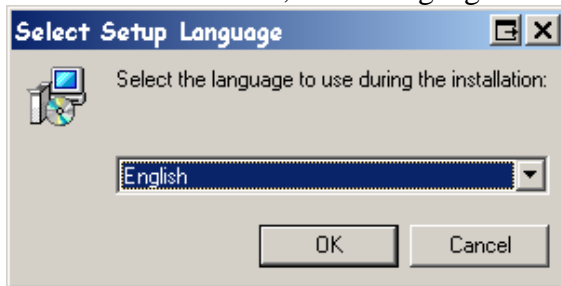 Select Setup Language
Select the language to use during the installation:
English
OK
Cancel